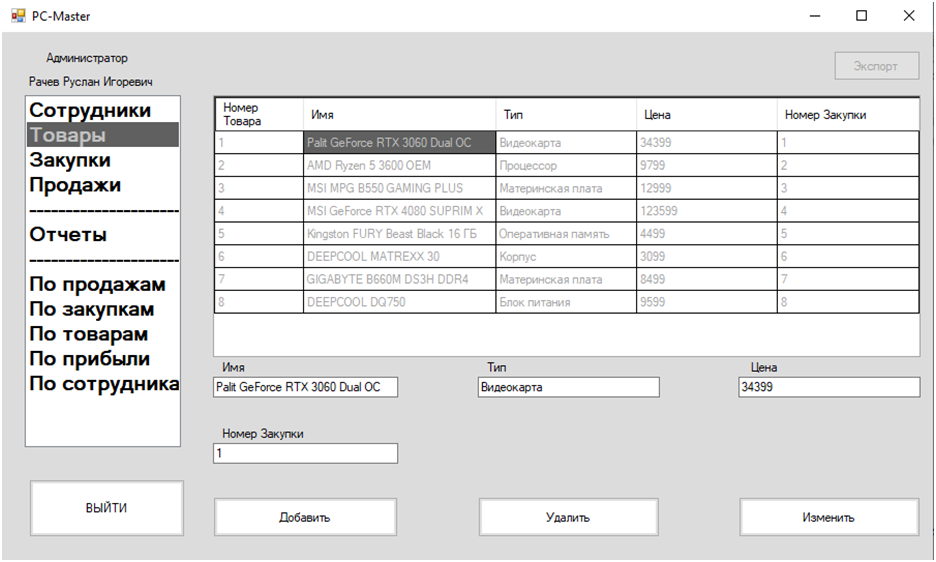 PC-Master
Администратор
Рачев Руслан Игоревич
Экспорт
Сотрудники
Товары
Закупки
Продажи
----------------------
Отчеты
----------------------
По продажам
По закупкам
По товарам
По прибыли
По сотрудника
ВЫЙТИ
Номер Товара Имя Тип Цена Номер Закупки
1 Palit GeForce RTX 3060 Dual OC Видеокарта 34399 1
2 AMD Ryzen 5 3600 OEM Процессор 9799 2
3 MSI MPG B550 GAMING PLUS Материнская плата 12999 3
4 MSI GeForce RTX 4080 SUPRIM X Видеокарта 123599 4
5 Kingston FURY Beast Black 16 ГБ Оперативная память 4499 5
6 DEEPCOOL MATREXX 30 Корпус 3099 6
7 GIGABYTE B660M DS3H DDR4 Материнская плата 8499 7
8 DEEPCOOL DQ750 Блок питания 9599 8
Имя Тип Цена
Palit GeForce RTX 3060 Dual OC Видеокарта 34399
Номер Закупки
1
Добавить Удалить Изменить